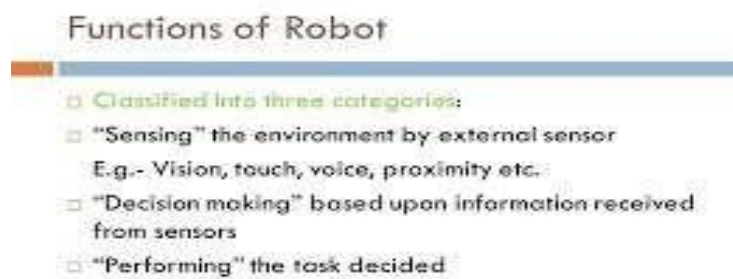 Functions of Robot
Classified Into three categories:
"Sensing" the environment by external sensor
E.g.- Vision, touch, voice, proximity etc.
"Decision making" based upon information received
from sensors
"Performing" the task decided